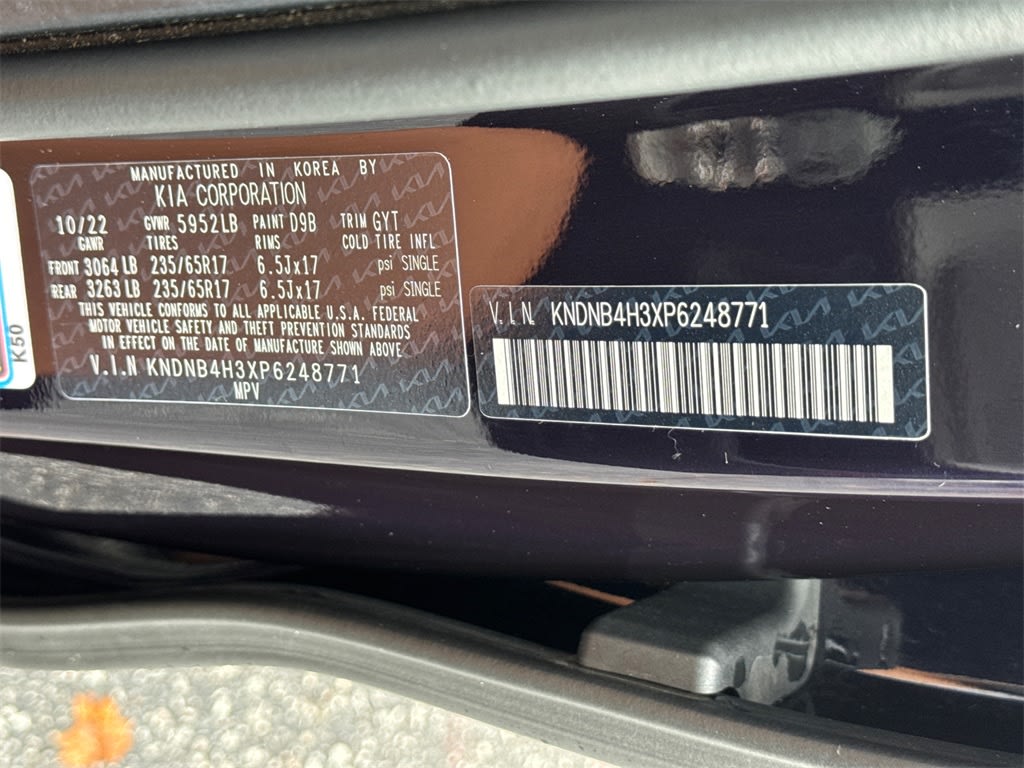 MANUFACTURED IN KOREA BY
KIA CORPORATION
10/22 GVWR 5952LB PAINT D9B TRIM GYT
GAWR TIRES RIMS COLD TIRE INFL
FRONT 3064 LB 235/65R17 6.5Jx17 psi SINGLE
REAR 3263 LB 235/65R17 6.5Jx17 psi SINGLE
THIS VEHICLE CONFORMS TO ALL APPLICABLE U.S.A. FEDERAL
MOTOR VEHICLE SAFETY AND THEFT PREVENTION STANDARDS
IN EFFECT ON THE DATE OF MANUFACTURE SHOWN ABOVE
V.I.N KNDNB4H3XP6248771
MPV
V.I.N. KNDNB4H3XP6248771
K50